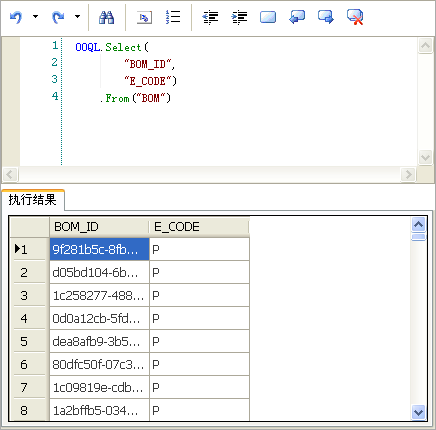 1 OOQL.Select(
2 "BOM_ID",
3 "E_CODE")
4 .From("BOM")
执行结果
BOM_ID E_CODE
1 9f281b5c-8fb... P
2 d05bd104-6b... P
3 1c258277-488... P
4 0d0a12cb-5fd... P
5 dea8afb9-3b5... P
6 80dfc50f-07c3... P
7 1c09819e-cdb... P
8 1a2bffb5-034... P